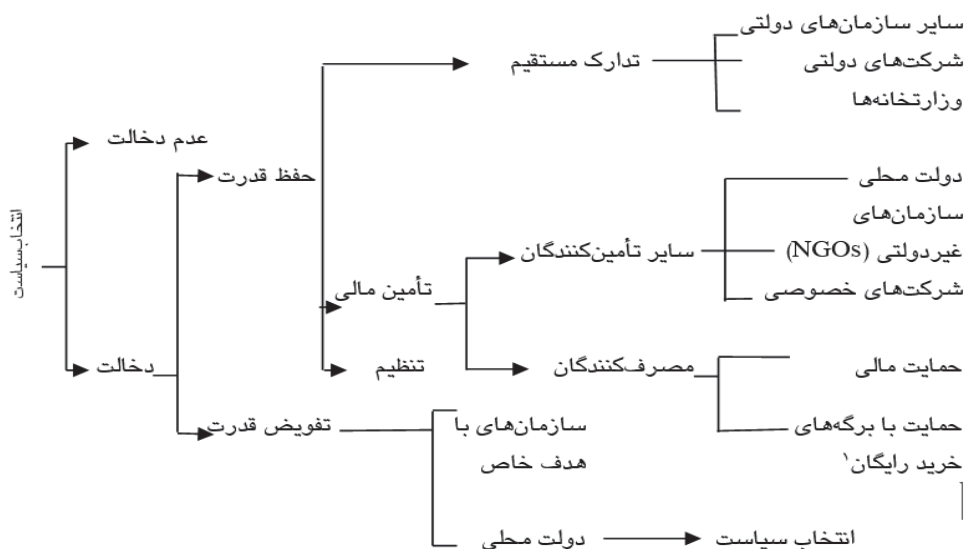 سایر سازمان‌های دولتی
تدارک مستقیم
شرکت‌های دولتی
وزارتخانه‌ها
عدم دخالت
حفظ قدرت
دولت محلی
سازمان‌های
غیردولتی (NGOs)
سایر تأمین‌کنندگان
شرکت‌های خصوصی
تأمین مالی
انتخاب سیاست
دخالت
تنظیم
مصرف‌کنندگان
حمایت مالی
حمایت با برگه‌های
خرید رایگان۱
تفویض قدرت
سازمان‌های با
هدف خاص
دولت محلی
انتخاب سیاست